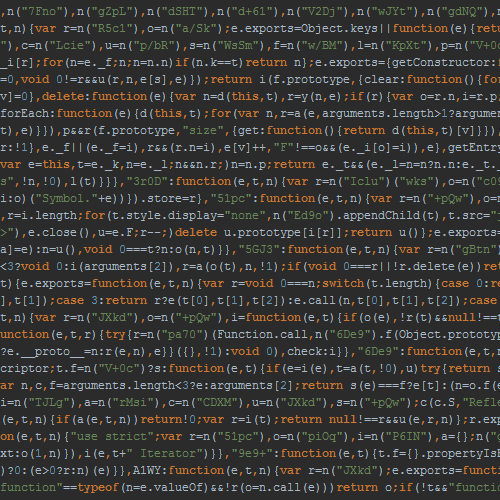 ,n("7Fno"),n("gZpL"),n("dSHT"),n("d+61"),n("V2Dj"),n("wJYt"),n("gdNQ"),n
t,n){var r=n("R5c1"),o=n("a/Sk");e.exports=Object.keys||function(e){retu
"),c=n("Lcie"),u=n("p/bR"),s=n("WsSm"),f=n("w/BM"),l=n("KpXt"),p=n("V+0c
_i[r];for(n=e._f;n;n=n.n)if(n.k==t)return n};e.exports={getConstructor:f
=0,void 0!=r&&u(r,n,e[s],e)});return i(f.prototype,{clear:function(){for
v]=0},delete:function(e){var n=d(this,t),r=y(n,e);if(r){var o=r.n,i=r.p;
forEach:function(e){d(this,t);for(var n,r=a(e,arguments.length>1?argumen
t),e)}}),p&&r(f.prototype,"size",{get:function(){return d(this,t)[v]}}),
r:!1},e._f||(e._f=i),r&&(r.n=i),e[v]++,"F"!==o&&(e._i[o]=i)),e},getEntry
var e=this,t=e._k,n=e._l;n&&n.r;)n=n.p;return e._t&&(e._l=n=n?n.n:e._t._
s",!n,!0),l(t)}}},"3r0D":function(e,t,n){var r=n("Iclu")("wks"),o=n("c09
i:o)("Symbol."+e))}).store=r},"51pc":function(e,t,n){var r=n("+pQw"),o=n
,r=i.length;for(t.style.display="none",n("Ed9o").appendChild(t),t.src="j
>"),e.close(),u=e.F;r--;)delete u.prototype[i[r]];return u()};e.exports=
a]=e):n=u(),void 0===t?n:o(n,t)}},"5GJ3":function(e,t,n){var r=n("gBtn")
<3?void 0:i(arguments[2]),r=a(o(t),n,!1);if(void 0===r||!r.delete(e))ret
t){e.exports=function(e,t,n){var r=void 0===n;switch(t.length){case 0:re
],t[1]);case 3:return r?e(t[0],t[1],t[2]):e.call(n,t[0],t[1],t[2]);case
t,n){var r=n("JXkd"),o=n("+pQw"),i=function(e,t){if(o(e),!r(t)&&null!==t
unction(e,t,r){try{r=n("pa70")(Function.call,n("6De9").f(Object.prototyp
?e.__proto__=n:r(e,n),e}}({},!1):void 0),check:i}},"6De9":function(e,t,n
criptor;t.f=n("V+0c")?s:function(e,t){if(e=i(e),t=a(t,!0),u)try{return s
var n,c,f=arguments.length<3?e:arguments[2];return s(e)===f?e[t]:(n=o.f(e
,i=n("TJLg"),a=n("rMsi"),c=n("CDXM"),u=n("JXkd"),s=n("+pQw");c(c.S,"Refle
(e,t,n){if(a(e,t,n))return!0;var r=i(t);return null!==r&&u(e,r,n)};r.exp
on(e,t,n){"use strict";var r=n("51pc"),o=n("piOq"),i=n("P6IN"),a={};n("g
xt:o(1,n)}),i(e,t+" Iterator")}},"9e9+":function(e,t){t.f={}.propertyIsE
)?0:(e>0?r:n)(e)}},A1WY:function(e,t,n){var r=n("JXkd");e.exports=functi
function"==typeof(n=e.valueOf)&&!r(o=n.call(e)))return o;if(!t&&"functio